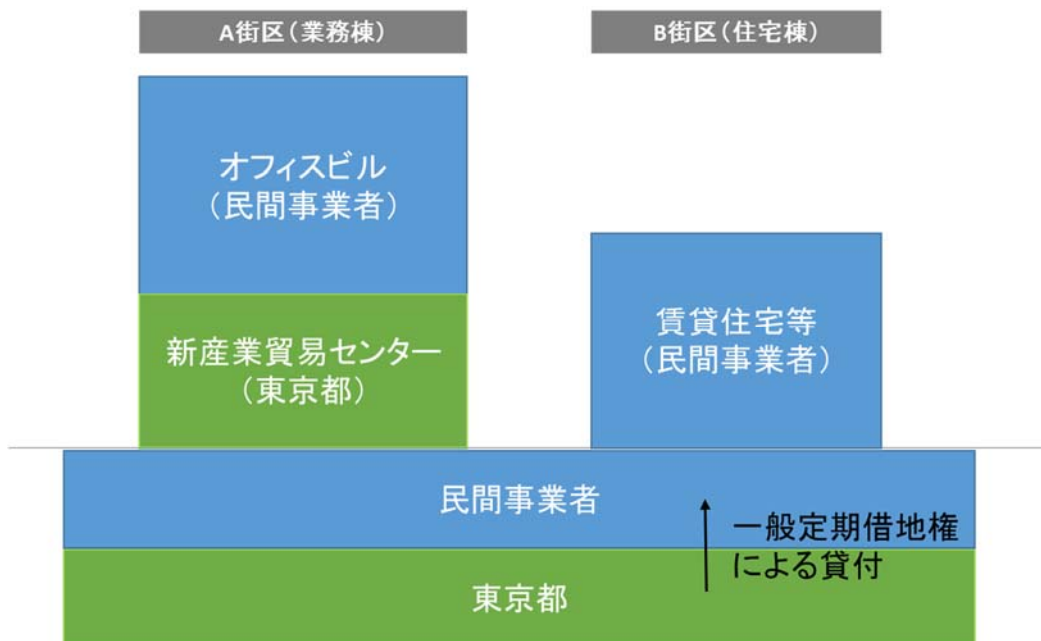 A街区（業務棟）
B街区（住宅棟）
オフィスビル
（民間事業者）
新産業貿易センター
（東京都）
賃貸住宅等
（民間事業者）
民間事業者
一般定期借地権
による貸付
東京都